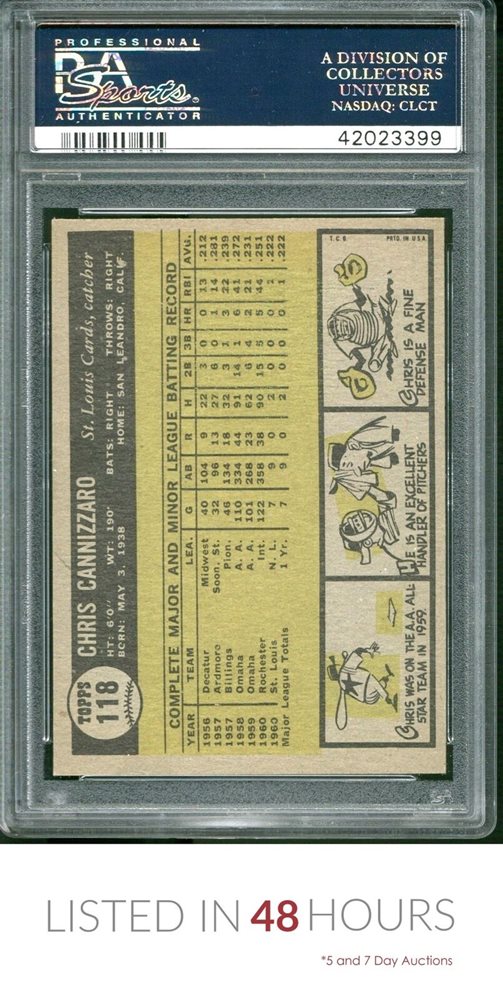 PROFESSIONAL
PSA
Sports
AUTHENTICATOR
A DIVISION OF
COLLECTORS
UNIVERSE
NASDAQ: CLCT
42023399
TOPPS
118
CHRIS CANNIZZARO St. Louis Cards, catcher
HT: 6'0" WT: 190 BATS: RIGHT THROWS: RIGHT
BORN: MAY 3, 1938 HOME: SAN LEANDRO, CALIF.
COMPLETE MAJOR AND MINOR LEAGUE BATTING RECORD
YEAR TEAM LEA. G AB R H 2B 3B HR RBI AVG.
1956 Decatur Midwest 40 104 9 22 3 0 0 13 .212
1957 Ardmore Soon. St. 32 96 13 27 6 0 1 14 .281
1957 Billings Pion. 46 134 18 32 8 1 3 22 .239
1958 Omaha A. A. 110 334 44 91 14 6 6 41 .272
1959 Omaha A. A. 101 268 23 62 6 4 2 21 .231
1960 Rochester Int. 122 358 38 90 15 5 5 44 .251
1960 St. Louis N. L. 7 9 0 2 0 0 0 1 .222
Major League Totals 1 Yr. 7 9 0 2 0 0 0 1 .222
CHRIS WAS ON THE A.A. ALL-
STAR TEAM IN 1959.
HE IS AN EXCELLENT
HANDLER OF PITCHERS
T.C.G. PRTD. IN U.S.A.
CHRIS IS A FINE
DEFENSE MAN
LISTED IN 48 HOURS
*5 and 7 Day Auctions